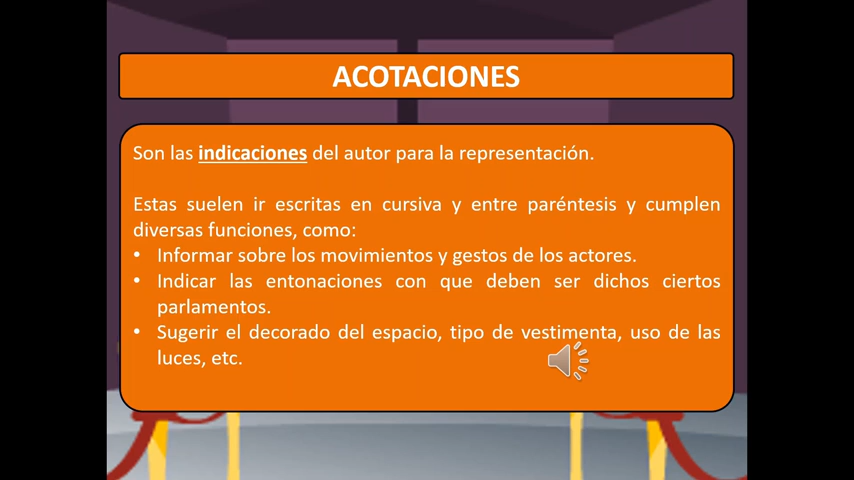 ACOTACIONES
Son las indicaciones del autor para la representación.
Estas suelen ir escritas en cursiva y entre paréntesis y cumplen
diversas funciones, como:
• Informar sobre los movimientos y gestos de los actores.
• Indicar las entonaciones con que deben ser dichos ciertos
parlamentos.
• Sugerir el decorado del espacio, tipo de vestimenta, uso de las
luces, etc.